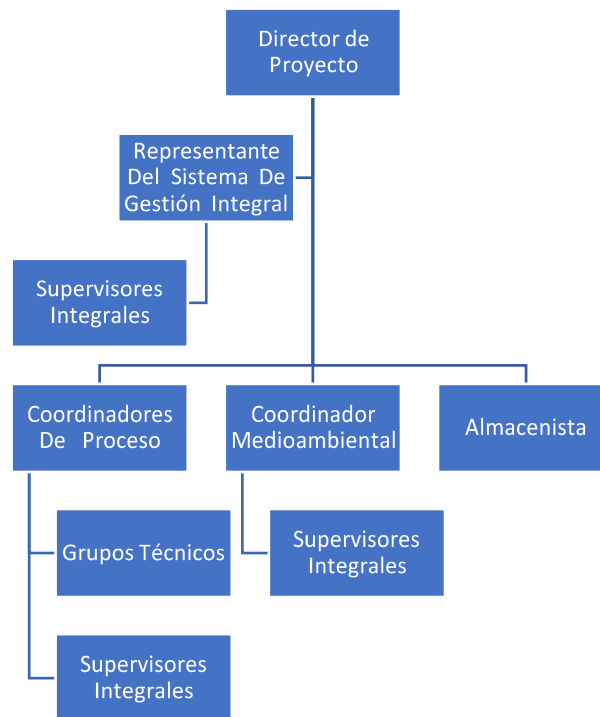 Director de
Proyecto
Representante
Del Sistema De
Gestión Integral
Supervisores
Integrales
Coordinadores
De Proceso
Coordinador
Medioambiental
Almacenista
Grupos Técnicos
Supervisores
Integrales
Supervisores
Integrales